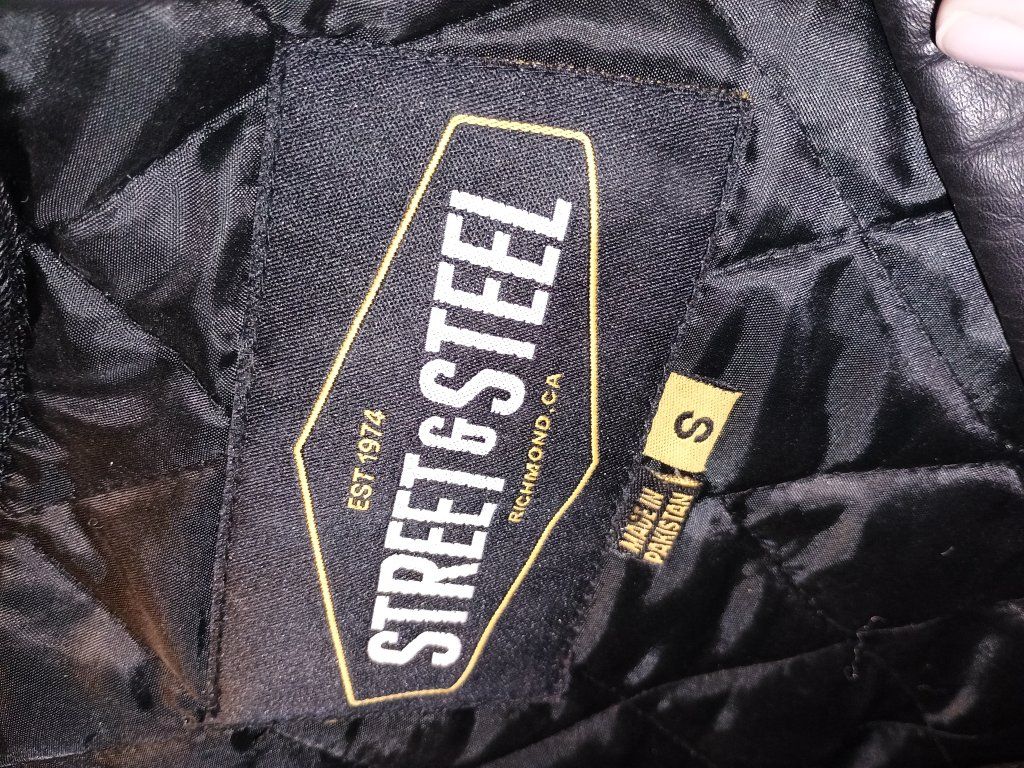 EST 1974
STREET&STEEL
RICHMOND.CA
S
MADE IN
PAKISTAN